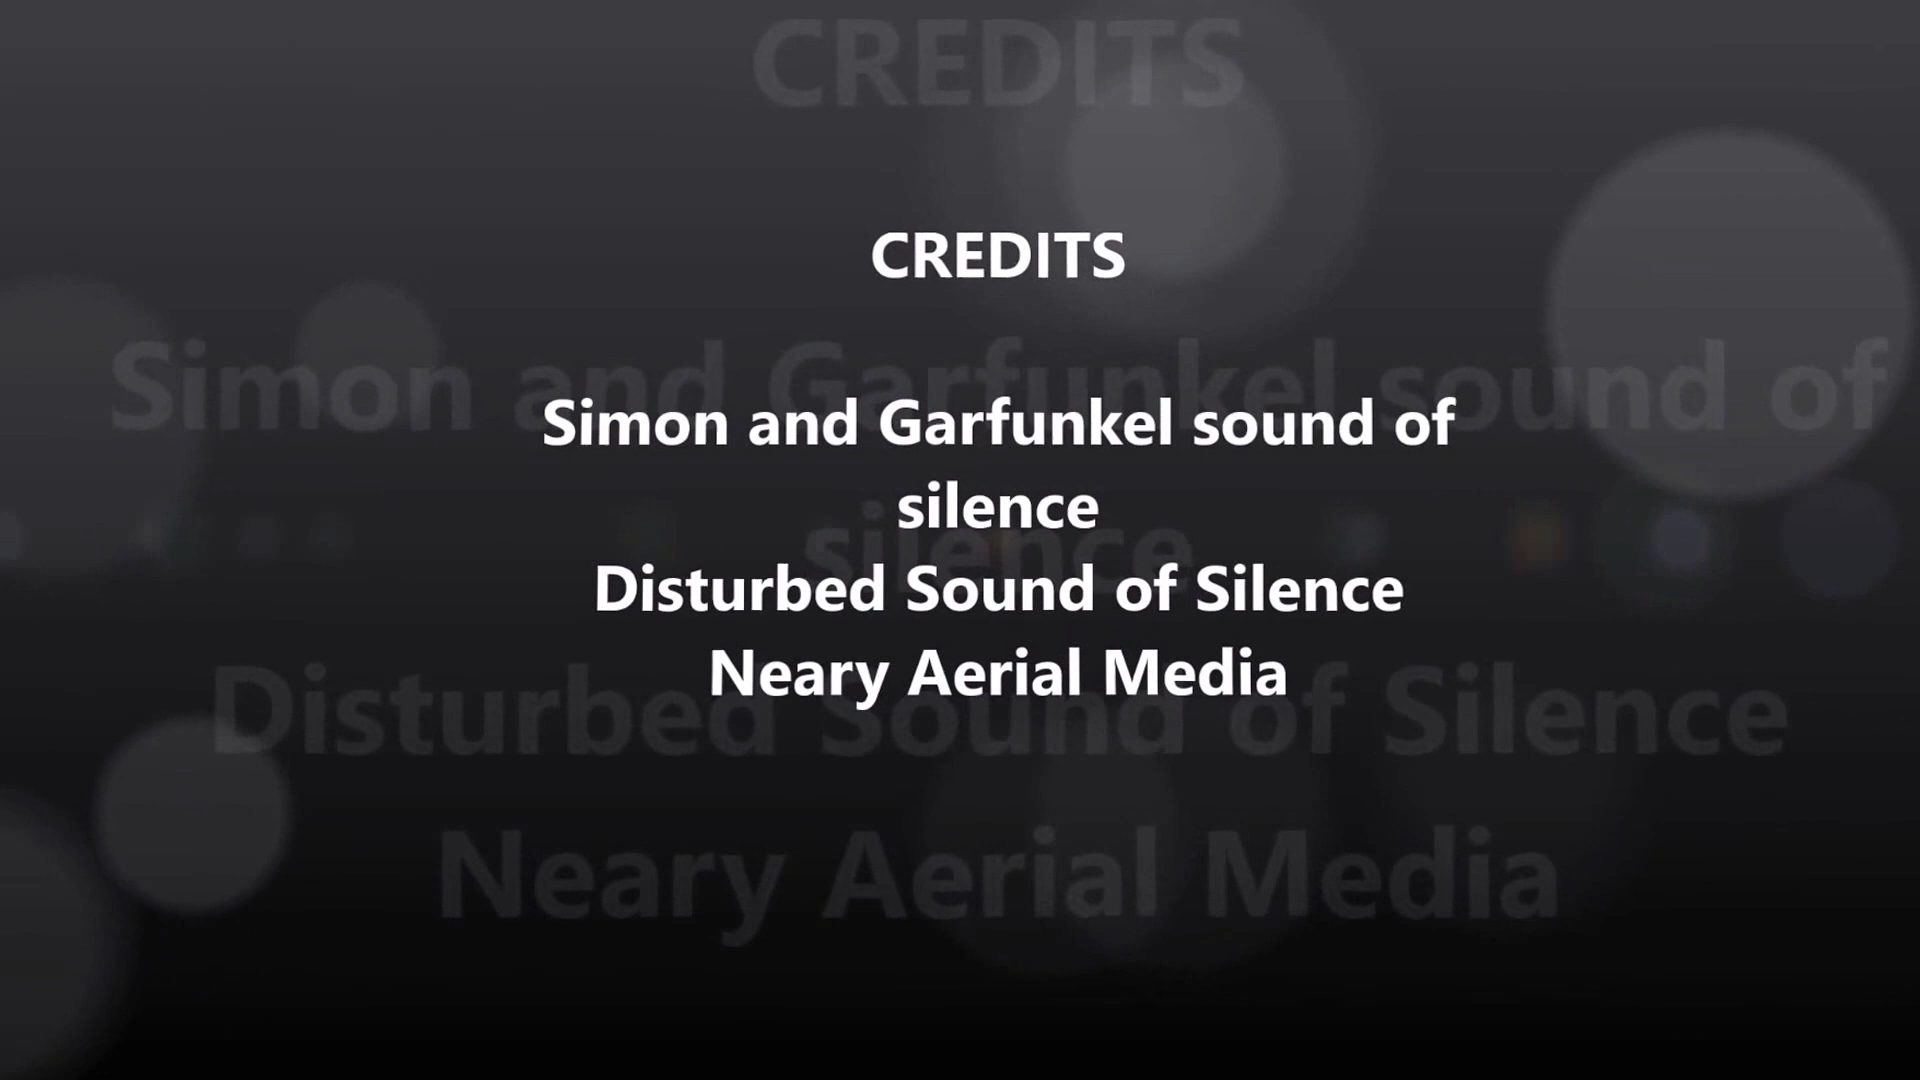 CREDITS
Simon and Garfunkel sound of
silence
Disturbed Sound of Silence
Neary Aerial Media